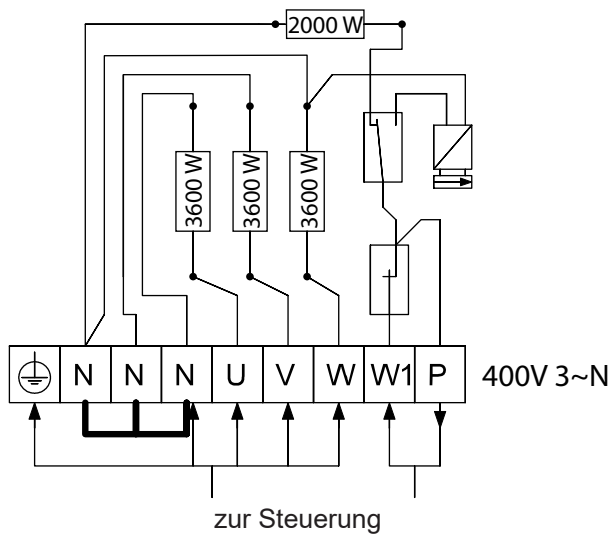 2000 W
3600 W
3600 W
3600 W
N N N U V W W1 P 400V 3~N
zur Steuerung